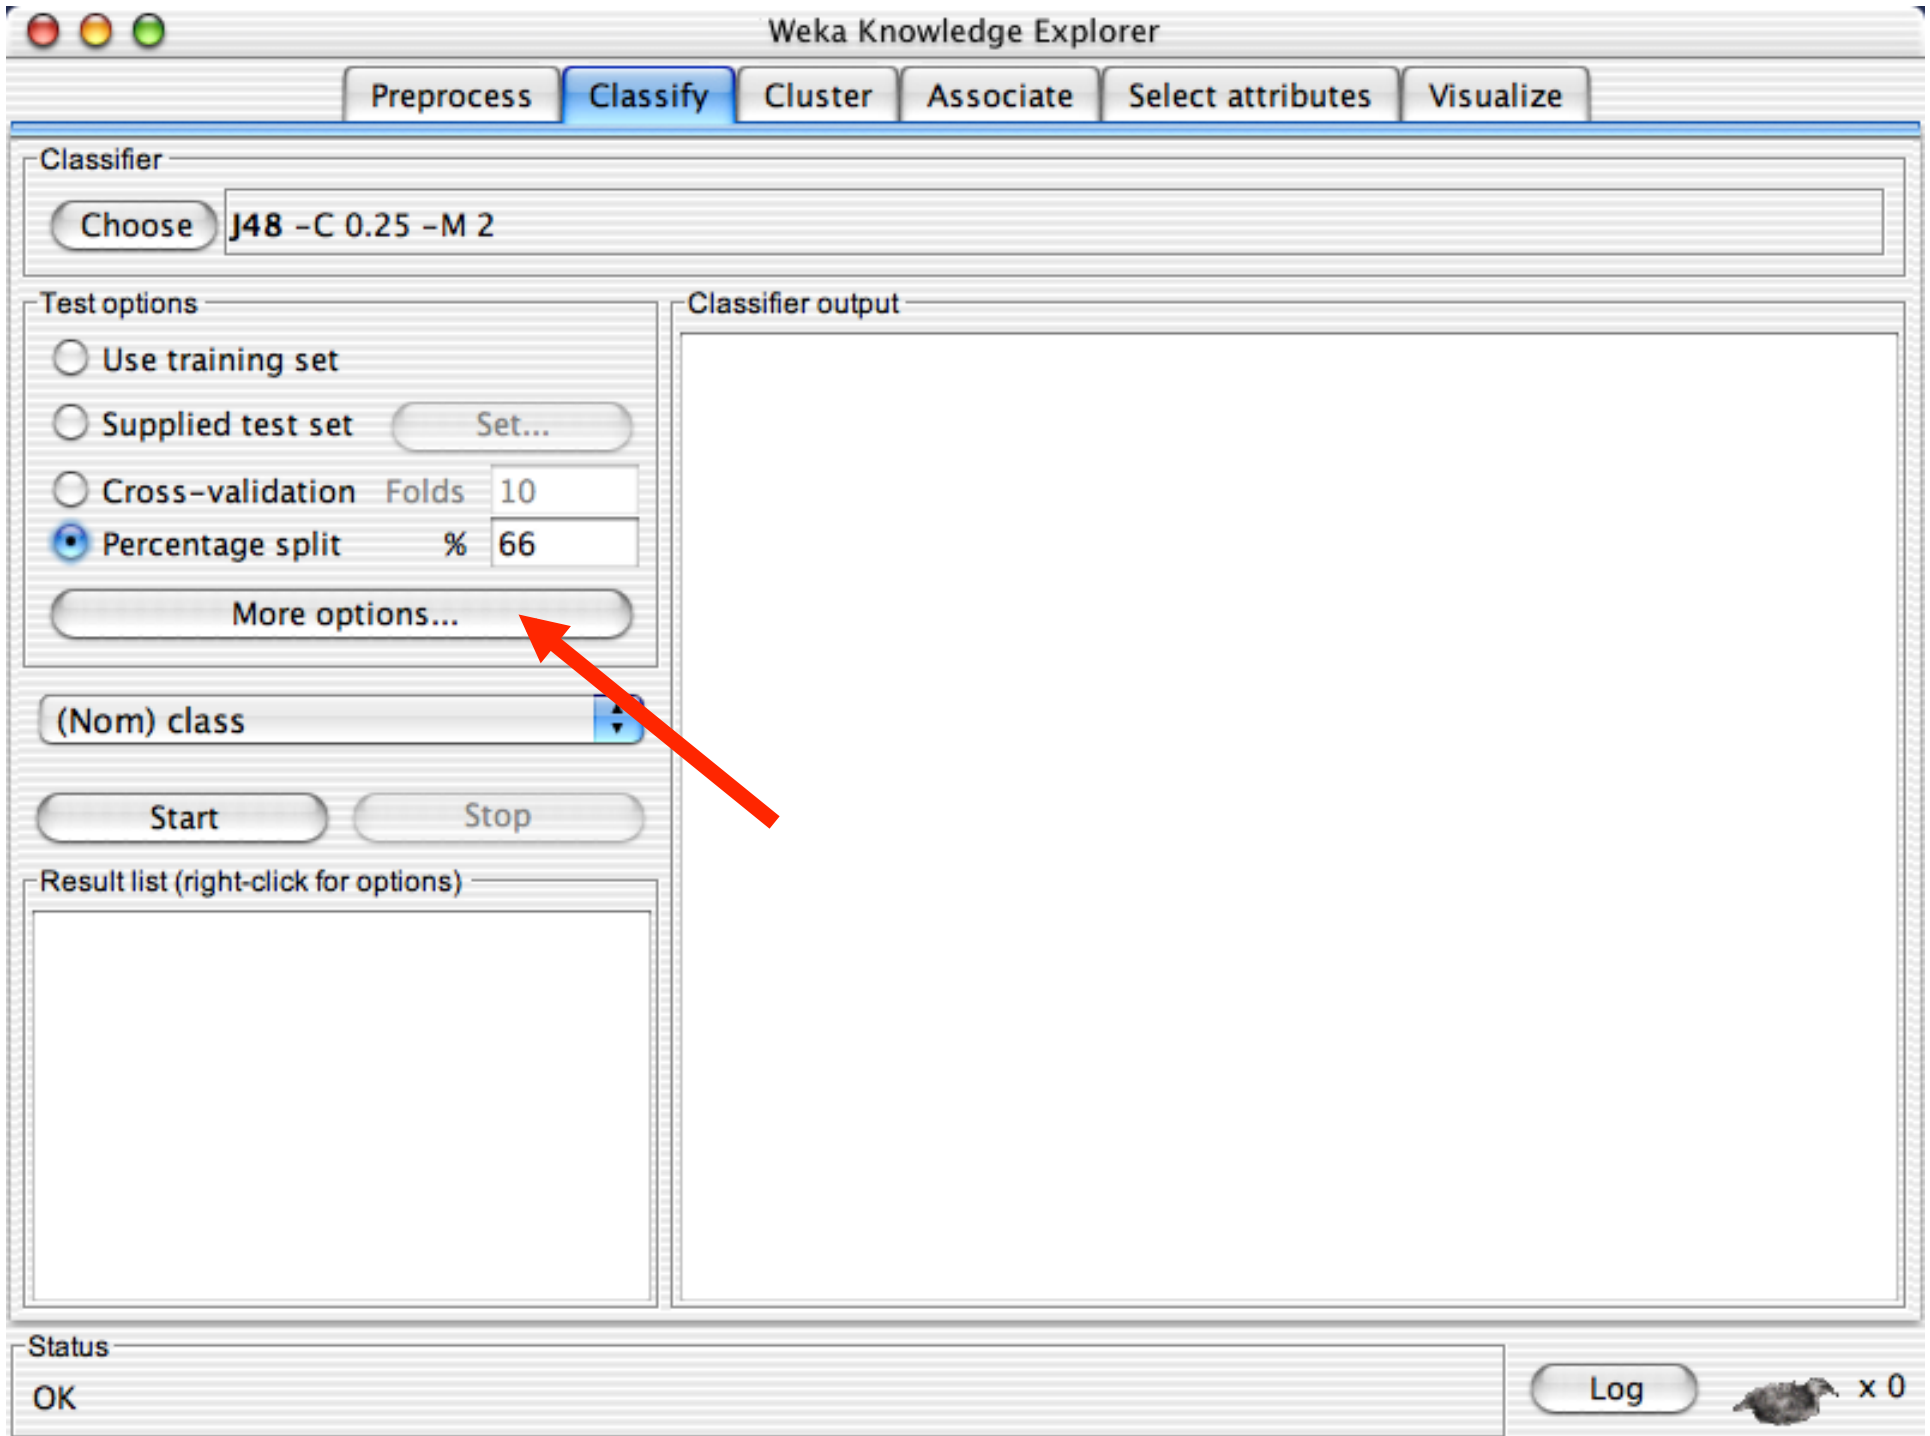 Weka Knowledge Explorer
Preprocess Classify Cluster Associate Select attributes Visualize
Classifier
Choose J48 -C 0.25 -M 2
Test options
Use training set
Supplied test set Set...
Cross-validation Folds 10
Percentage split % 66
More options...
(Nom) class
Start Stop
Result list (right-click for options)
Classifier output
Status
OK
Log x 0